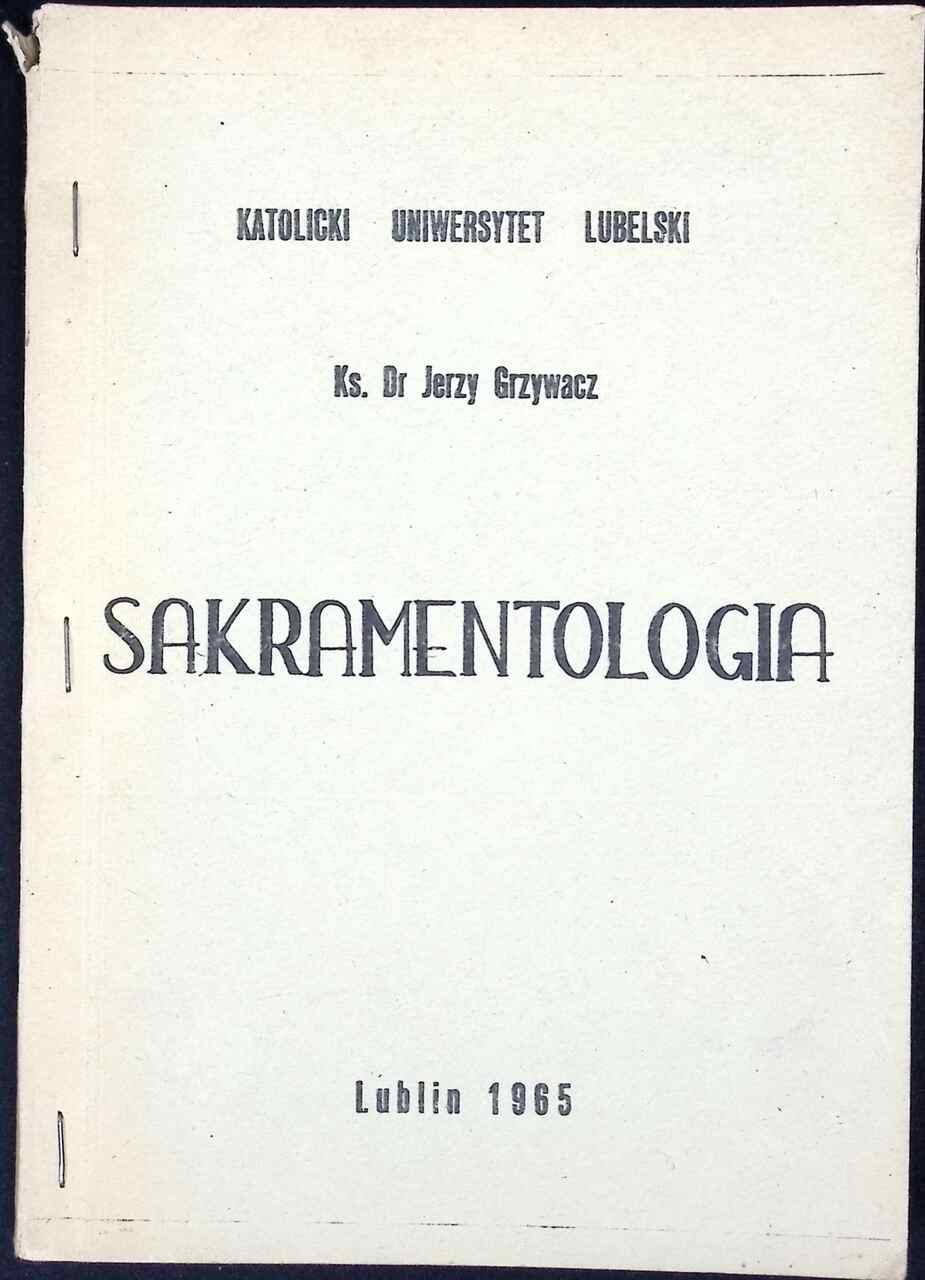 KATOLICKI UNIWERSYTET LUBELSKI
Ks. Dr Jerzy Grzywacz
SAKRAMENTOLOGIA
Lublin 1965